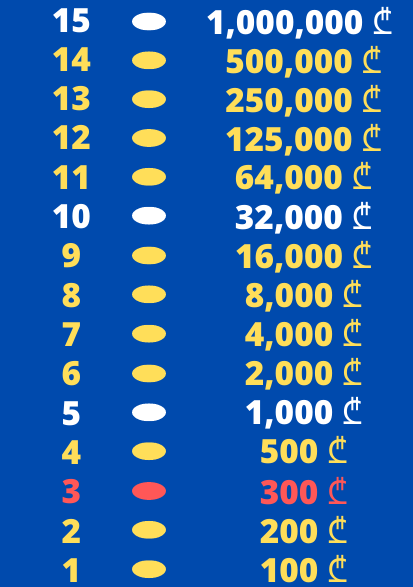 15 1,000,000 ₾
14 500,000 ₾
13 250,000 ₾
12 125,000 ₾
11 64,000 ₾
10 32,000 ₾
9 16,000 ₾
8 8,000 ₾
7 4,000 ₾
6 2,000 ₾
5 1,000 ₾
4 500 ₾
3 300 ₾
2 200 ₾
1 100 ₾